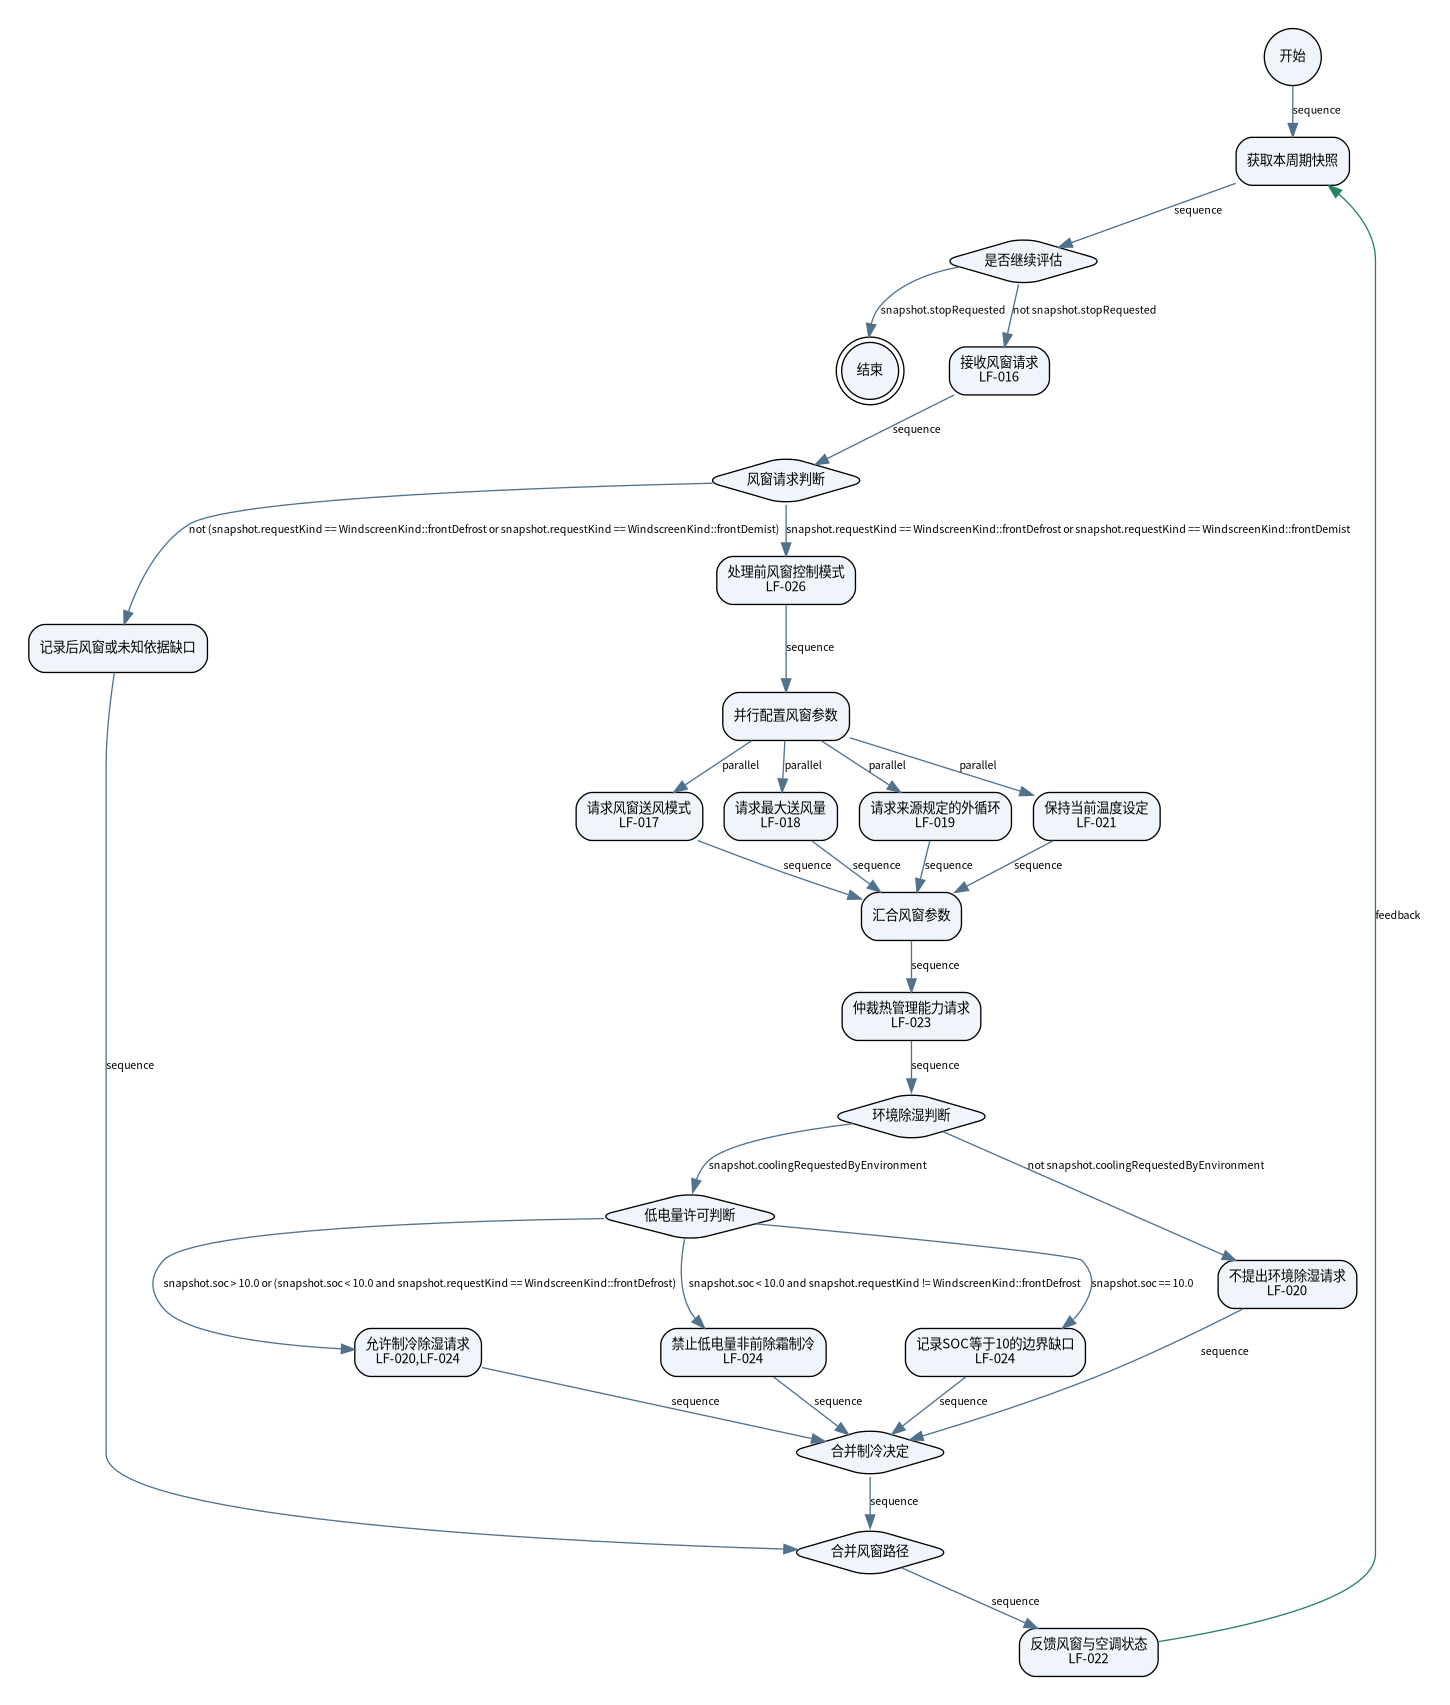 开始
sequence
获取本周期快照
sequence
是否继续评估
snapshot.stopRequested
not snapshot.stopRequested
结束
接收风窗请求
LF-016
sequence
风窗请求判断
not (snapshot.requestKind == WindscreenKind::frontDefrost or snapshot.requestKind == WindscreenKind::frontDemist)
snapshot.requestKind == WindscreenKind::frontDefrost or snapshot.requestKind == WindscreenKind::frontDemist
处理前风窗控制模式
LF-026
记录后风窗或未知依据缺口
sequence
并行配置风窗参数
parallel
parallel
parallel
parallel
请求风窗送风模式
LF-017
请求最大送风量
LF-018
请求来源规定的外循环
LF-019
保持当前温度设定
LF-021
sequence
sequence
sequence
sequence
汇合风窗参数
feedback
sequence
仲裁热管理能力请求
LF-023
sequence
sequence
环境除湿判断
snapshot.coolingRequestedByEnvironment
not snapshot.coolingRequestedByEnvironment
低电量许可判断
snapshot.soc > 10.0 or (snapshot.soc < 10.0 and snapshot.requestKind == WindscreenKind::frontDefrost)
snapshot.soc < 10.0 and snapshot.requestKind != WindscreenKind::frontDefrost
snapshot.soc == 10.0
不提出环境除湿请求
LF-020
允许制冷除湿请求
LF-020,LF-024
禁止低电量非前除霜制冷
LF-024
记录SOC等于10的边界缺口
LF-024
sequence
sequence
sequence
sequence
合并制冷决定
sequence
合并风窗路径
sequence
反馈风窗与空调状态
LF-022